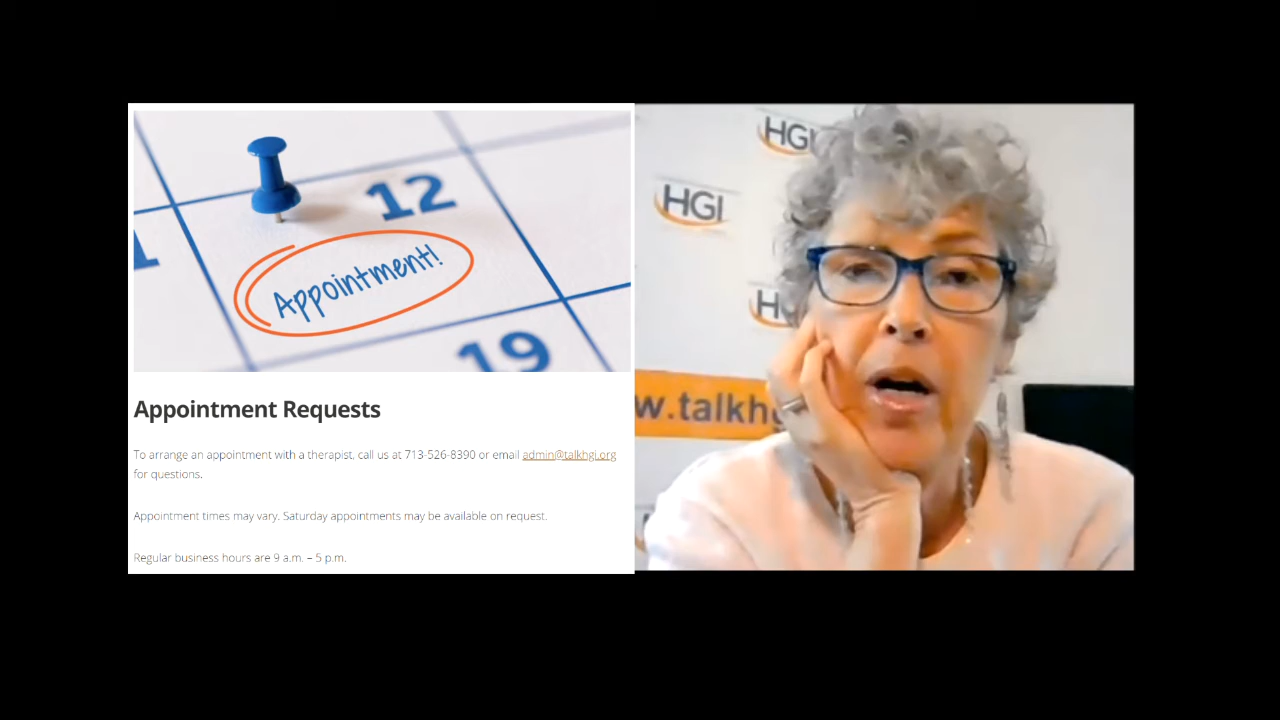 12
Appointment!
19
Appointment Requests
To arrange an appointment with a therapist, call us at 713-526-8390 or email admin@talkhgi.org
for questions.
Appointment times may vary. Saturday appointments may be available on request.
Regular business hours are 9 a.m. – 5 p.m.
HGI
HGI
w.talkhg